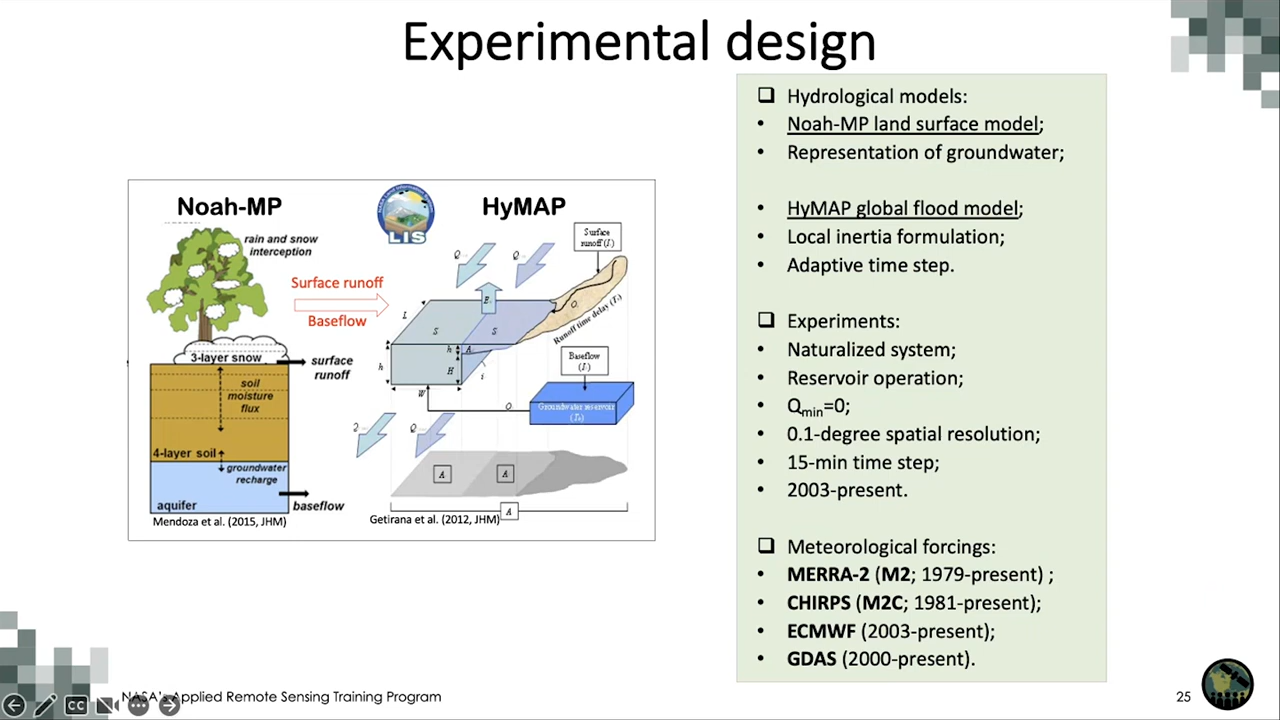 Experimental design
Noah-MP
HyMAP
LIS
rain and snow
interception
Surface runoff
Baseflow
3-layer snow
surface
runoff
soil
moisture
flux
4-layer soil
groundwater
recharge
aquifer
baseflow
Mendoza et al. (2015, JHM)
Surface
runoff (I
Runoff time delay (T
L
S
S
h
h
A
H
i
W
Baseflow
Groundwater reservoir
A
A
A
Getirana et al. (2012, JHM)
❑ Hydrological models:
• Noah-MP land surface model;
• Representation of groundwater;
• HyMAP global flood model;
• Local inertia formulation;
• Adaptive time step.
❑ Experiments:
• Naturalized system;
• Reservoir operation;
• Qmin=0;
• 0.1-degree spatial resolution;
• 15-min time step;
• 2003-present.
❑ Meteorological forcings:
• MERRA-2 (M2; 1979-present) ;
• CHIRPS (M2C; 1981-present);
• ECMWF (2003-present);
• GDAS (2000-present).
CC
NASA's Applied Remote Sensing Training Program
25